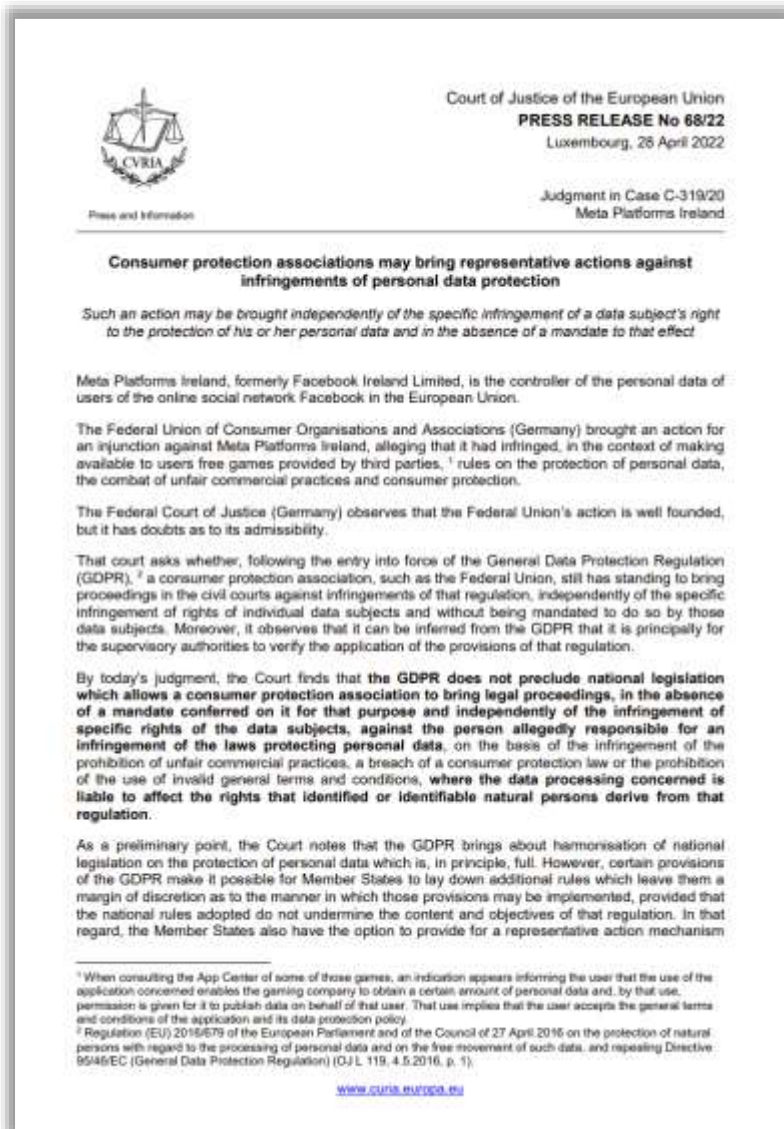 Court of Justice of the European Union
PRESS RELEASE No 68/22
Luxembourg, 28 April 2022
CVRIA
Press and Information
Judgment in Case C-319/20
Meta Platforms Ireland
Consumer protection associations may bring representative actions against
infringements of personal data protection
Such an action may be brought independently of the specific infringement of a data subject's right
to the protection of his or her personal data and in the absence of a mandate to that effect
Meta Platforms Ireland, formerly Facebook Ireland Limited, is the controller of the personal data of
users of the online social network Facebook in the European Union.
The Federal Union of Consumer Organisations and Associations (Germany) brought an action for
an injunction against Meta Platforms Ireland, alleging that it had infringed, in the context of making
available to users free games provided by third parties, 1 rules on the protection of personal data,
the combat of unfair commercial practices and consumer protection.
The Federal Court of Justice (Germany) observes that the Federal Union's action is well founded,
but it has doubts as to its admissibility.
That court asks whether, following the entry into force of the General Data Protection Regulation
(GDPR), 2 a consumer protection association, such as the Federal Union, still has standing to bring
proceedings in the civil courts against infringements of that regulation, independently of the specific
infringement of rights of individual data subjects and without being mandated to do so by those
data subjects. Moreover, it observes that it can be inferred from the GDPR that it is principally for
the supervisory authorities to verify the application of the provisions of that regulation.
By today's judgment, the Court finds that the GDPR does not preclude national legislation
which allows a consumer protection association to bring legal proceedings, in the absence
of a mandate conferred on it for that purpose and independently of the infringement of
specific rights of the data subjects, against the person allegedly responsible for an
infringement of the laws protecting personal data, on the basis of the infringement of the
prohibition of unfair commercial practices, a breach of a consumer protection law or the prohibition
of the use of invalid general terms and conditions, where the data processing concerned is
liable to affect the rights that identified or identifiable natural persons derive from that
regulation.
As a preliminary point, the Court notes that the GDPR brings about harmonisation of national
legislation on the protection of personal data which is, in principle, full. However, certain provisions
of the GDPR make it possible for Member States to lay down additional rules which leave them a
margin of discretion as to the manner in which those provisions may be implemented, provided that
the national rules adopted do not undermine the content and objectives of that regulation. In that
regard, the Member States also have the option to provide for a representative action mechanism
1 When consulting the App Center of some of those games, an indication appears informing the user that the use of the
application concerned enables the gaming company to obtain a certain amount of personal data and, by that use,
permission is given for it to publish data on behalf of that user. That use implies that the user accepts the general terms
and conditions of the application and its data protection policy.
2 Regulation (EU) 2016/679 of the European Parliament and of the Council of 27 April 2016 on the protection of natural
persons with regard to the processing of personal data and on the free movement of such data, and repealing Directive
95/46/EC (General Data Protection Regulation) (OJ L 119, 4.5.2016, p. 1).
www.curia.europa.eu